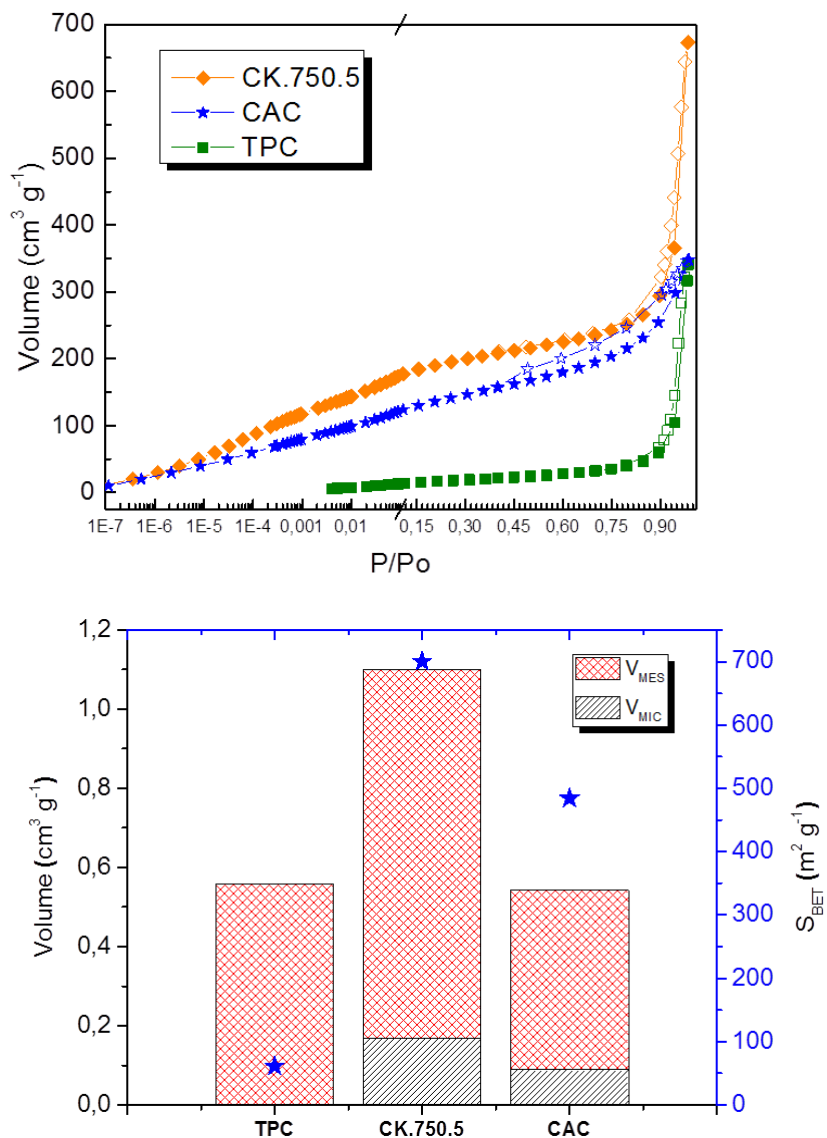 700
600
500
400
300
200
100
0
Volume (cm³ g⁻¹)
CK.750.5
CAC
TPC
1E-7 1E-6 1E-5 1E-4 0,001 0,01 0,15 0,30 0,45 0,60 0,75 0,90
P/Po
1,2
1,0
0,8
0,6
0,4
0,2
0,0
Volume (cm³ g⁻¹)
V_MES
V_MIC
700
600
500
400
300
200
100
0
S_BET (m² g⁻¹)
TPC CK.750.5 CAC